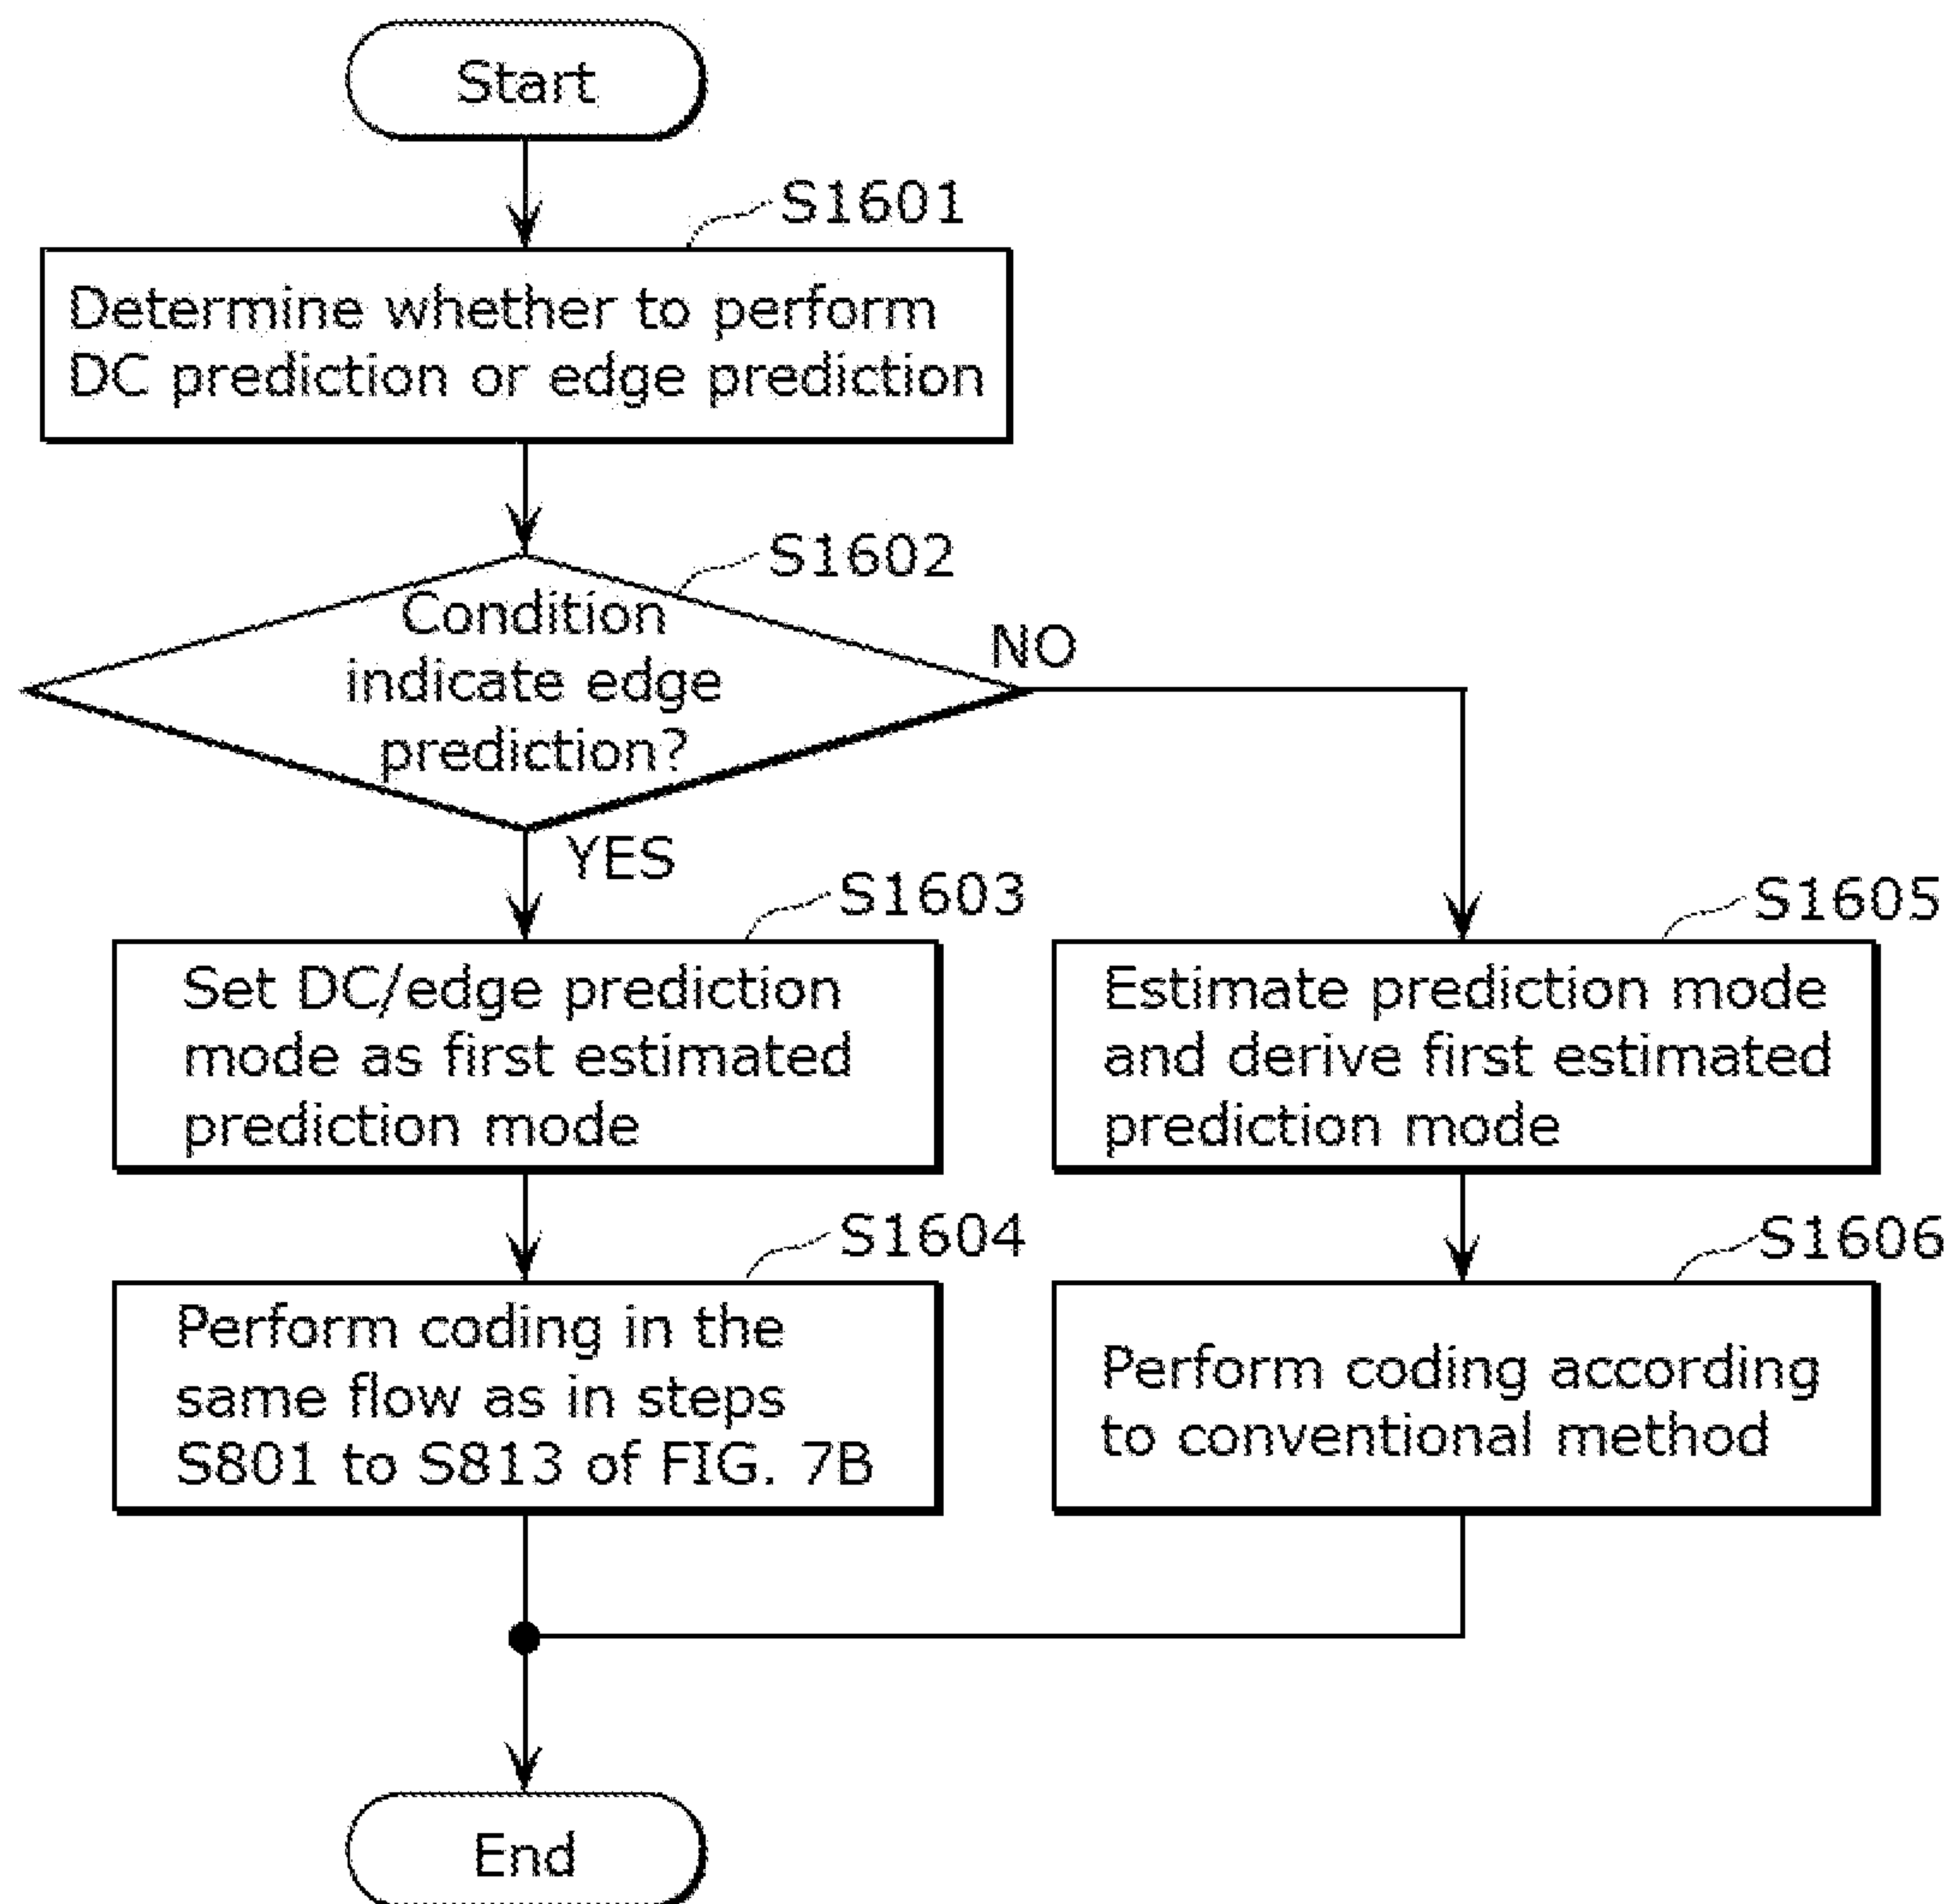 Start
S1601
Determine whether to perform
DC prediction or edge prediction
S1602
Condition
indicate edge
prediction?
NO
YES
S1603
Set DC/edge prediction
mode as first estimated
prediction mode
S1605
Estimate prediction mode
and derive first estimated
prediction mode
S1604
Perform coding in the
same flow as in steps
S801 to S813 of FIG. 7B
S1606
Perform coding according
to conventional method
End